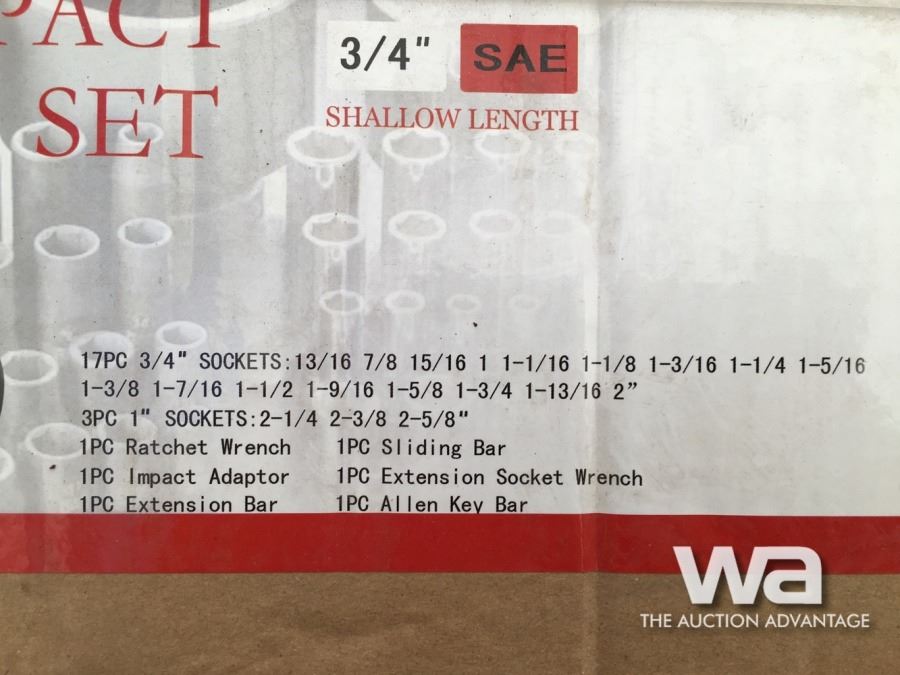 PACT
SET
3/4" SAE
SHALLOW LENGTH
17PC 3/4" SOCKETS:13/16 7/8 15/16 1 1-1/16 1-1/8 1-3/16 1-1/4 1-5/16
1-3/8 1-7/16 1-1/2 1-9/16 1-5/8 1-3/4 1-13/16 2”
3PC 1" SOCKETS:2-1/4 2-3/8 2-5/8"
1PC Ratchet Wrench 1PC Sliding Bar
1PC Impact Adaptor 1PC Extension Socket Wrench
1PC Extension Bar 1PC Allen Key Bar
wa
THE AUCTION ADVANTAGE